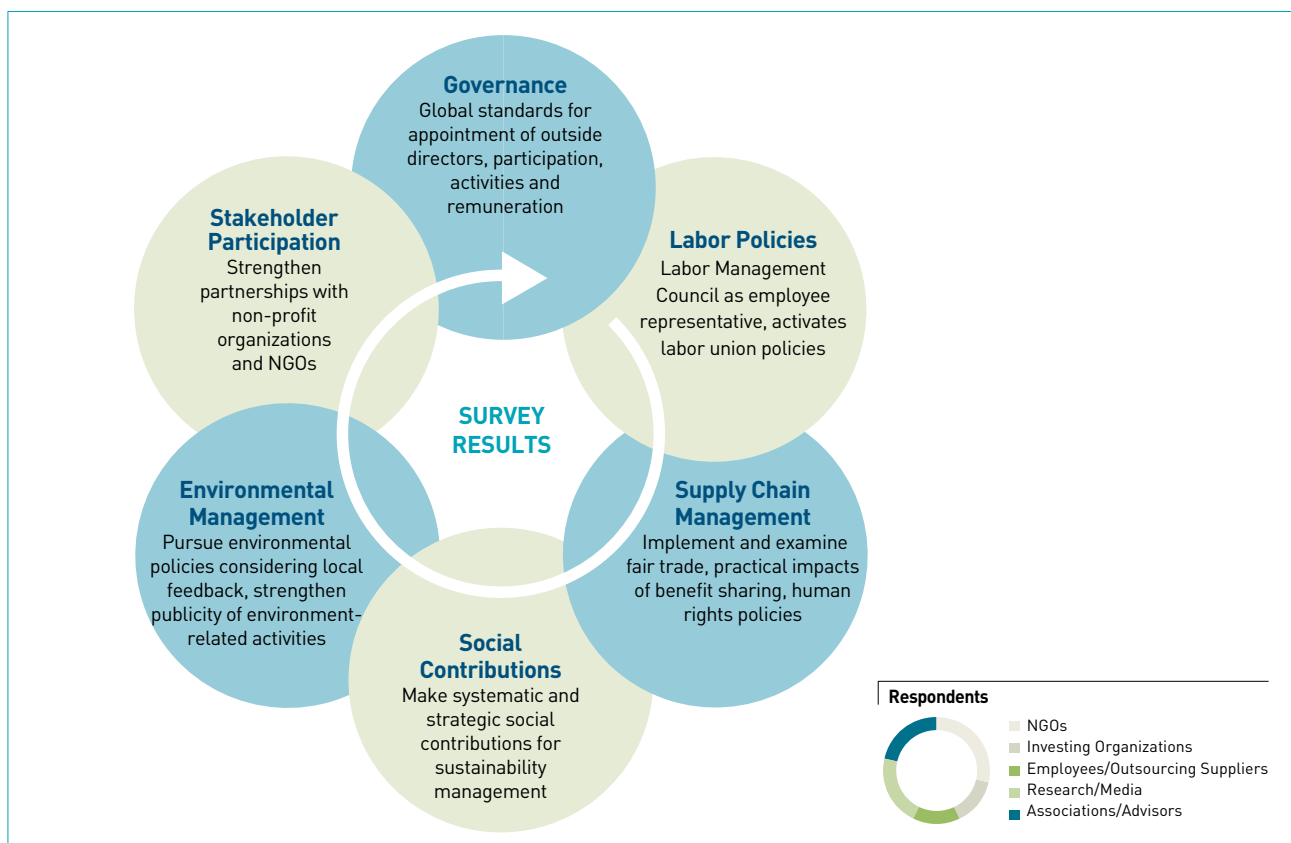 Governance
Global standards for
appointment of outside
directors, participation,
activities and
remuneration
Labor Policies
Labor Management
Council as employee
representative, activates
labor union policies
Supply Chain
Management
Implement and examine
fair trade, practical impacts
of benefit sharing, human
rights policies
Social
Contributions
Make systematic and
strategic social
contributions for
sustainability
management
Environmental
Management
Pursue environmental
policies considering local
feedback, strengthen
publicity of environment-
related activities
Stakeholder
Participation
Strengthen
partnerships with
non-profit
organizations
and NGOs
SURVEY
RESULTS
Respondents
NGOs
Investing Organizations
Employees/Outsourcing Suppliers
Research/Media
Associations/Advisors